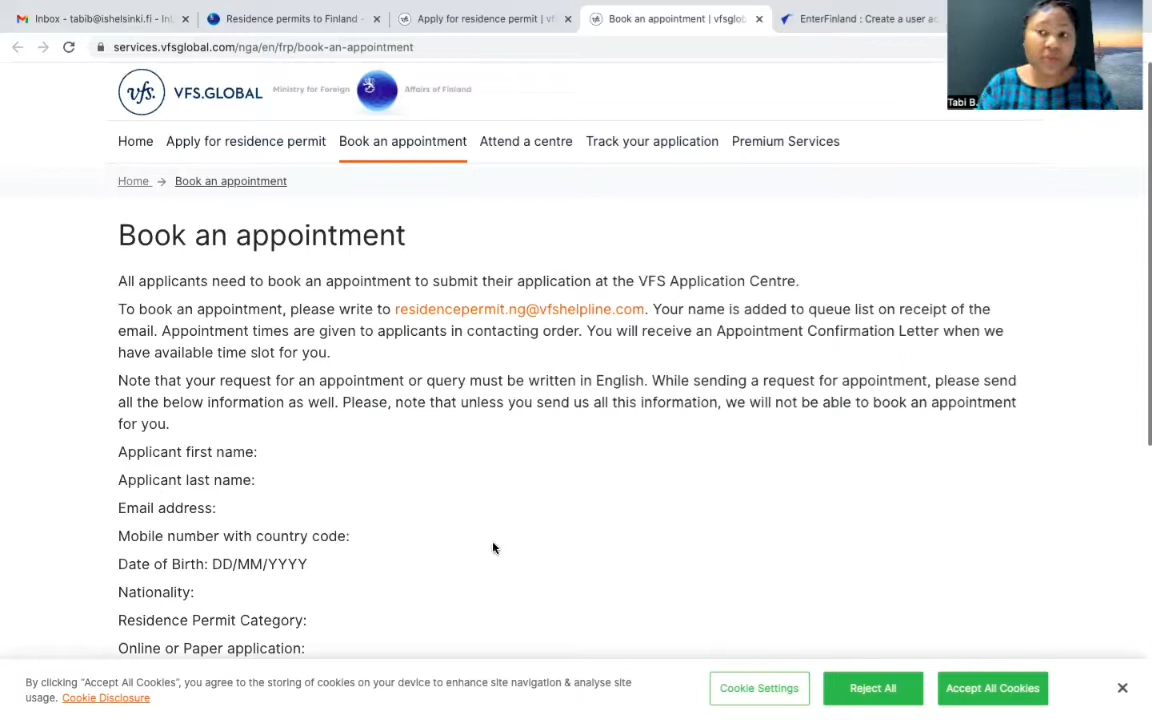 Inbox - tabib@ishelsinki.fi - In
Residence permits to Finland -
Apply for residence permit | vf
Book an appointment | vfsglob
EnterFinland : Create a user ac
services.vfsglobal.com/nga/en/frp/book-an-appointment
Tabi B.
vfs. VFS.GLOBAL Ministry for Foreign Affairs of Finland
Home Apply for residence permit Book an appointment Attend a centre Track your application Premium Services
Home → Book an appointment
Book an appointment
All applicants need to book an appointment to submit their application at the VFS Application Centre.
To book an appointment, please write to residencepermit.ng@vfshelpline.com. Your name is added to queue list on receipt of the
email. Appointment times are given to applicants in contacting order. You will receive an Appointment Confirmation Letter when we
have available time slot for you.
Note that your request for an appointment or query must be written in English. While sending a request for appointment, please send
all the below information as well. Please, note that unless you send us all this information, we will not be able to book an appointment
for you.
Applicant first name:
Applicant last name:
Email address:
Mobile number with country code:
Date of Birth: DD/MM/YYYY
Nationality:
Residence Permit Category:
Online or Paper application:
By clicking “Accept All Cookies”, you agree to the storing of cookies on your device to enhance site navigation & analyse site
usage. Cookie Disclosure
Cookie Settings
Reject All
Accept All Cookies